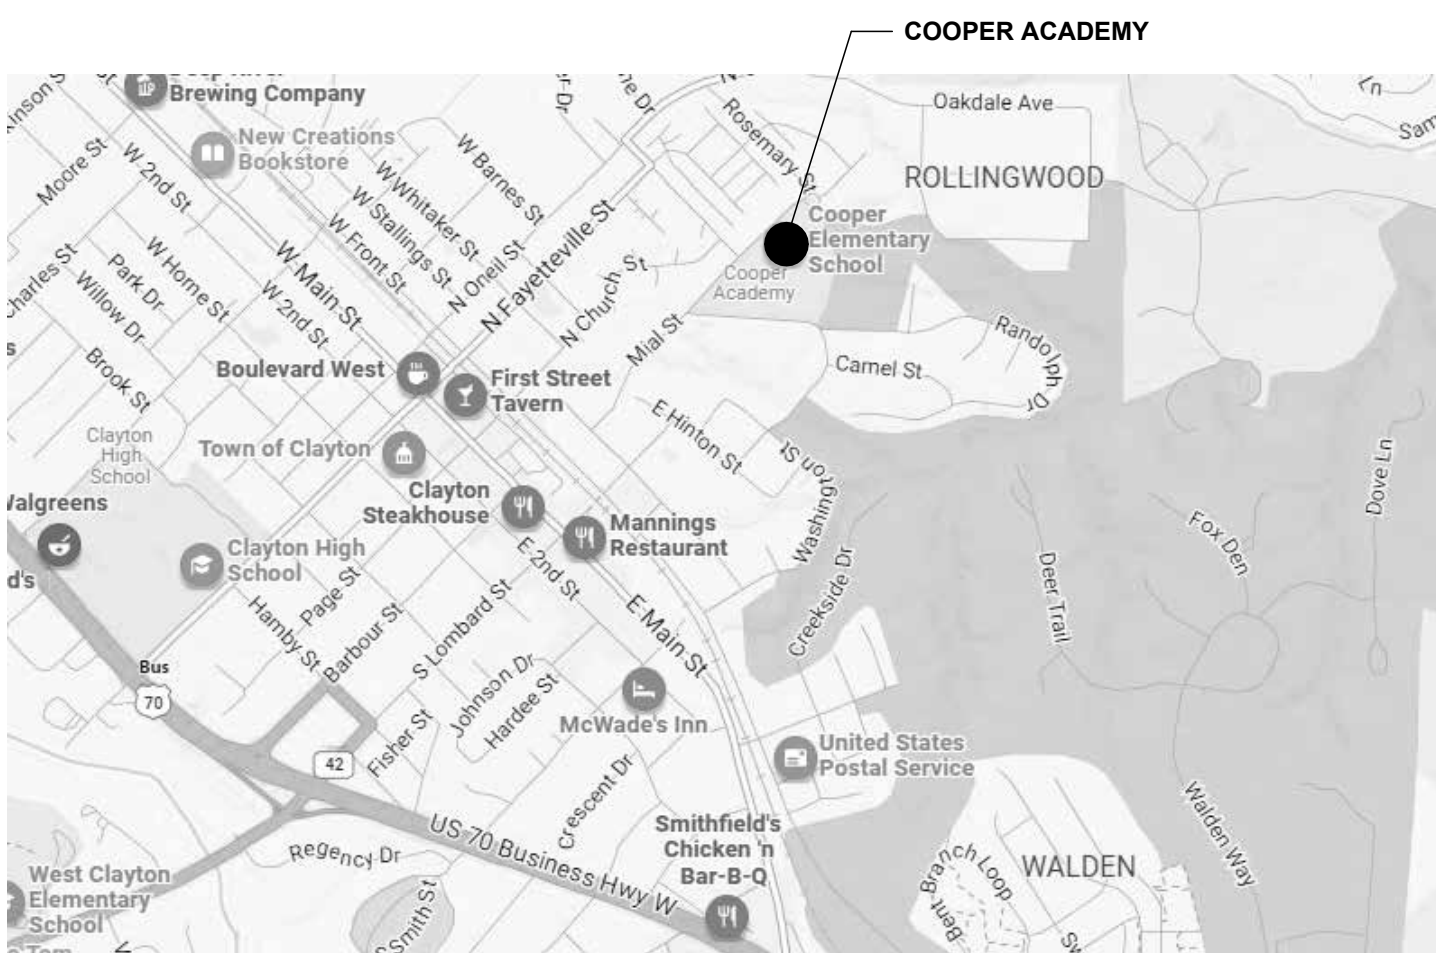 COOPER ACADEMY
Brewing Company
New Creations
Bookstore
Moore St
W 2nd St
W Barnes St
W Whitaker St
W Stallings St
W Front St
N Oneil St
N Fayetteville St
N Church St
Rosemary St
Oakdale Ave
ROLLINGWOOD
Cooper
Elementary
School
Cooper
Academy
W Main St
W 2nd St
W Horne St
Park Dr
Willow Dr
Charles St
Brook St
Mial St
Boulevard West
First Street
Tavern
Carnel St
Randolph Dr
Town of Clayton
Clayton
High
School
E Hinton St
Washington St
Clayton
Steakhouse
Mannings
Restaurant
Walgreens
Clayton High
School
Dove Ln
Fox Den
Deer Trail
Creekside Dr
E 2nd St
E Main St
Page St
Hamby St
Barbour St
S Lombard St
Johnson Dr
Hardee St
Fisher St
Bus
70
42
McWade's Inn
United States
Postal Service
Crescent Dr
US 70 Business Hwy W
Smithfield's
Chicken 'n
Bar-B-Q
Regency Dr
West Clayton
Elementary
School
S Smith St
Walden Way
WALDEN
Bent Branch Loop